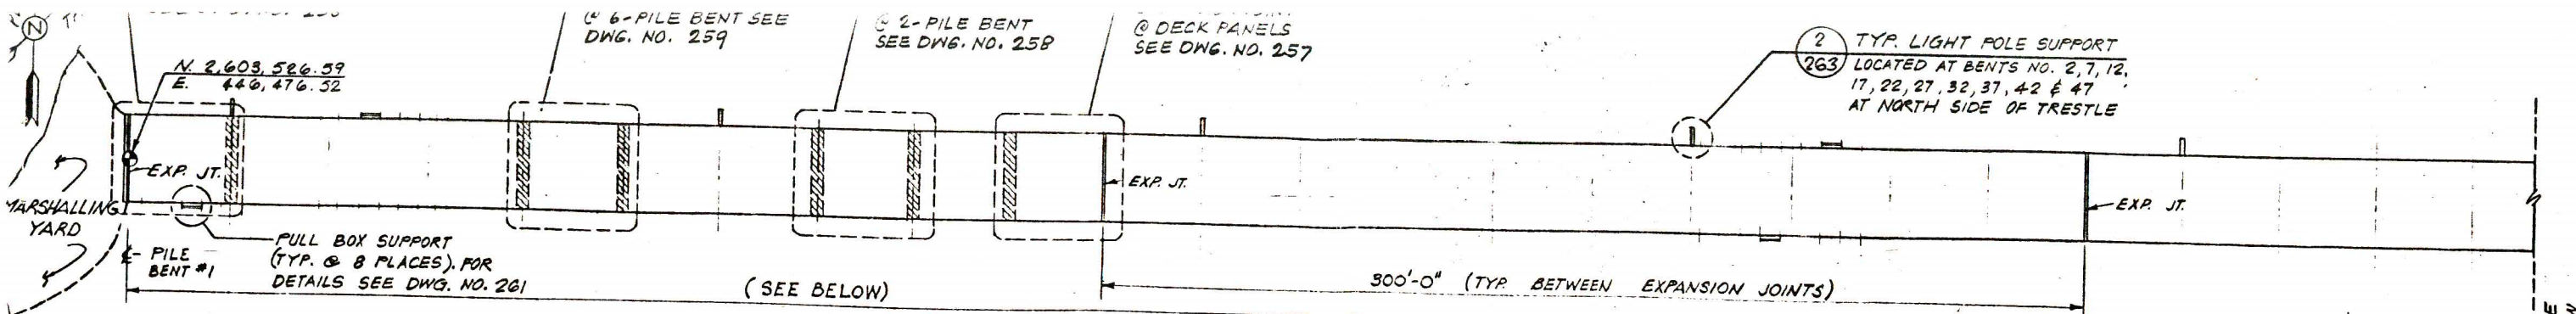 @ 6-PILE BENT SEE
DWG. NO. 259
@ 2-PILE BENT
SEE DWG. NO. 258
@ DECK PANELS
SEE DWG. NO. 257
2
263
TYP. LIGHT POLE SUPPORT
LOCATED AT BENTS NO. 2, 7, 12,
17, 22, 27, 32, 37, 42 & 47
AT NORTH SIDE OF TRESTLE
N
N. 2,603,526.59
E. 446,476.52
EXP. JT.
EXP. JT.
EXP. JT.
MARSHALLING
YARD
℄ PILE
BENT #1
PULL BOX SUPPORT
(TYP. @ 8 PLACES). FOR
DETAILS SEE DWG. NO. 261
(SEE BELOW)
300'-0" (TYP. BETWEEN EXPANSION JOINTS)